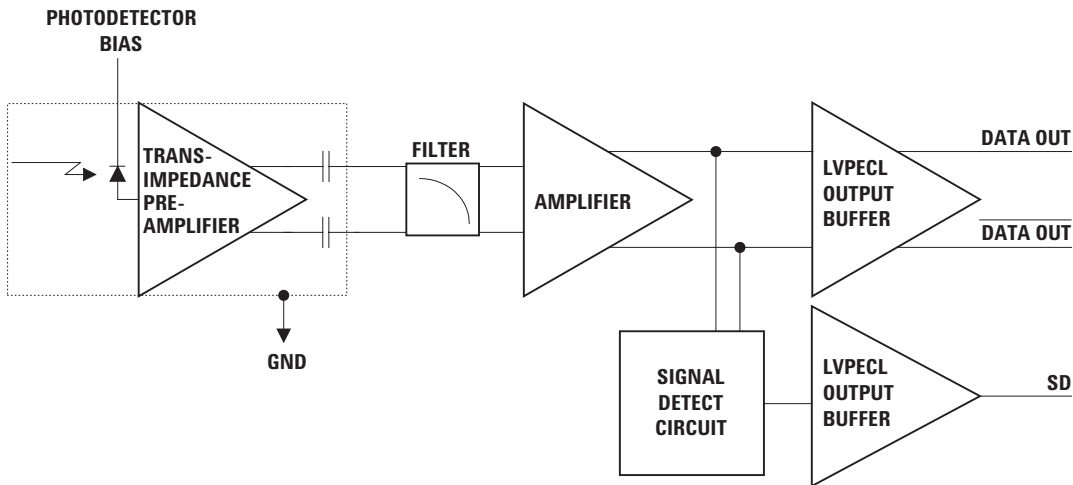 PHOTODETECTOR
BIAS
TRANS-
IMPEDANCE
PRE-
AMPLIFIER
GND
FILTER
AMPLIFIER
LVPECL
OUTPUT
BUFFER
DATA OUT
DATA OUT
SIGNAL
DETECT
CIRCUIT
LVPECL
OUTPUT
BUFFER
SD